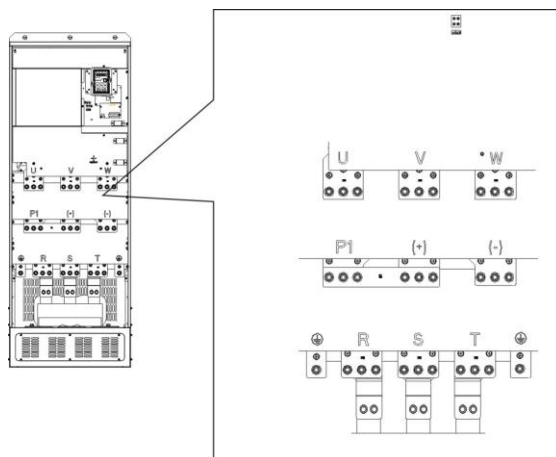 U V W
P1 (+) (-)
R S T
U V W
P1 (+) (-)
R S T